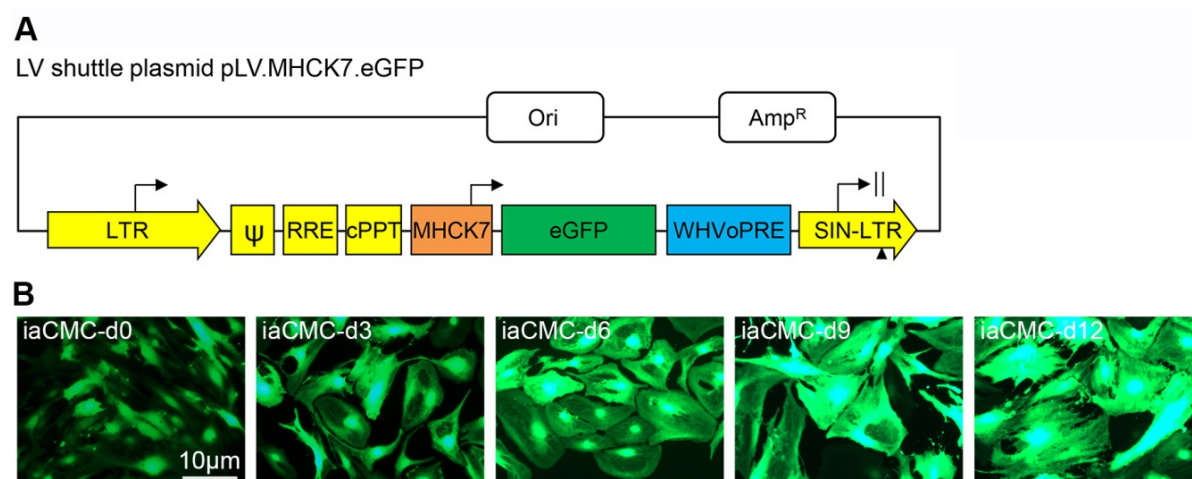 A
LV shuttle plasmid pLV.MHCK7.eGFP
Ori AmpR
LTR ψ RRE cPPT MHCK7 eGFP WHVoPRE SIN-LTR
B
iaCMC-d0 iaCMC-d3 iaCMC-d6 iaCMC-d9 iaCMC-d12
10μm